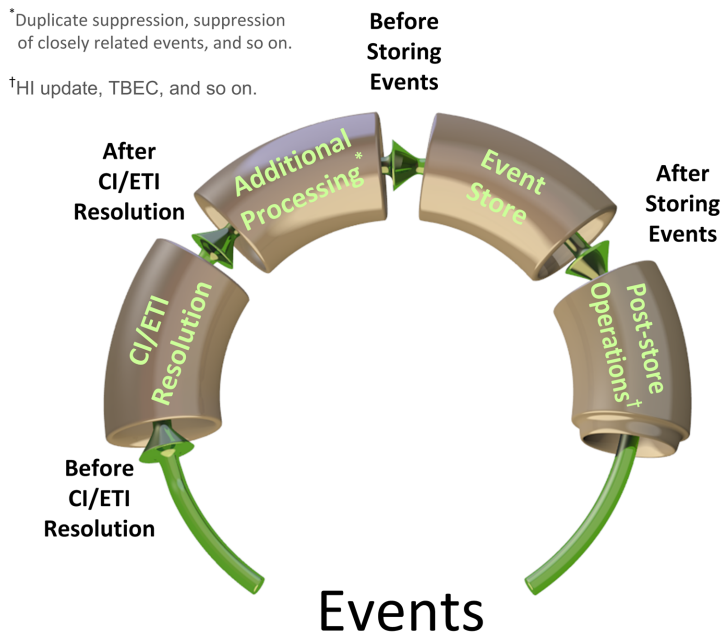 *Duplicate suppression, suppression
of closely related events, and so on.
†HI update, TBEC, and so on.
Before
Storing
Events
After
CI/ETI
Resolution
Additional
Processing*
Event
Store
After
Storing
Events
CI/ETI
Resolution
Post-store
Operations†
Before
CI/ETI
Resolution
Events